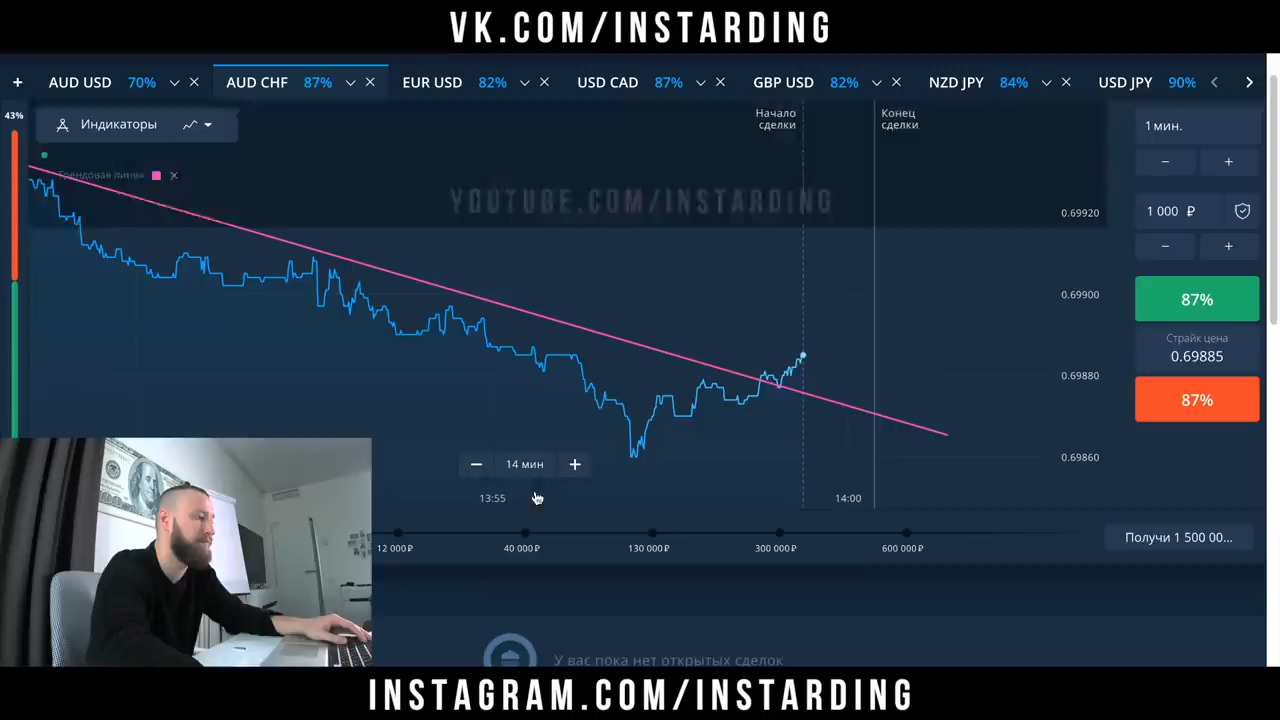 VK.COM/INSTARDING
+ AUD USD 70% AUD CHF 87% EUR USD 82% USD CAD 87% GBP USD 82% NZD JPY 84% USD JPY 90%
43%
Индикаторы
Начало
сделки
Конец
сделки
1 мин.
− +
Трендовая линия
YOUTUBE.COM/INSTARDING
0.69920
1 000 ₽
− +
0.69900
87%
Страйк цена
0.69885
0.69880
87%
0.69860
− 14 мин +
13:55 14:00
12 000 ₽ 40 000 ₽ 130 000 ₽ 300 000 ₽ 600 000 ₽
Получи 1 500 00...
У вас пока нет открытых сделок
INSTAGRAM.COM/INSTARDING